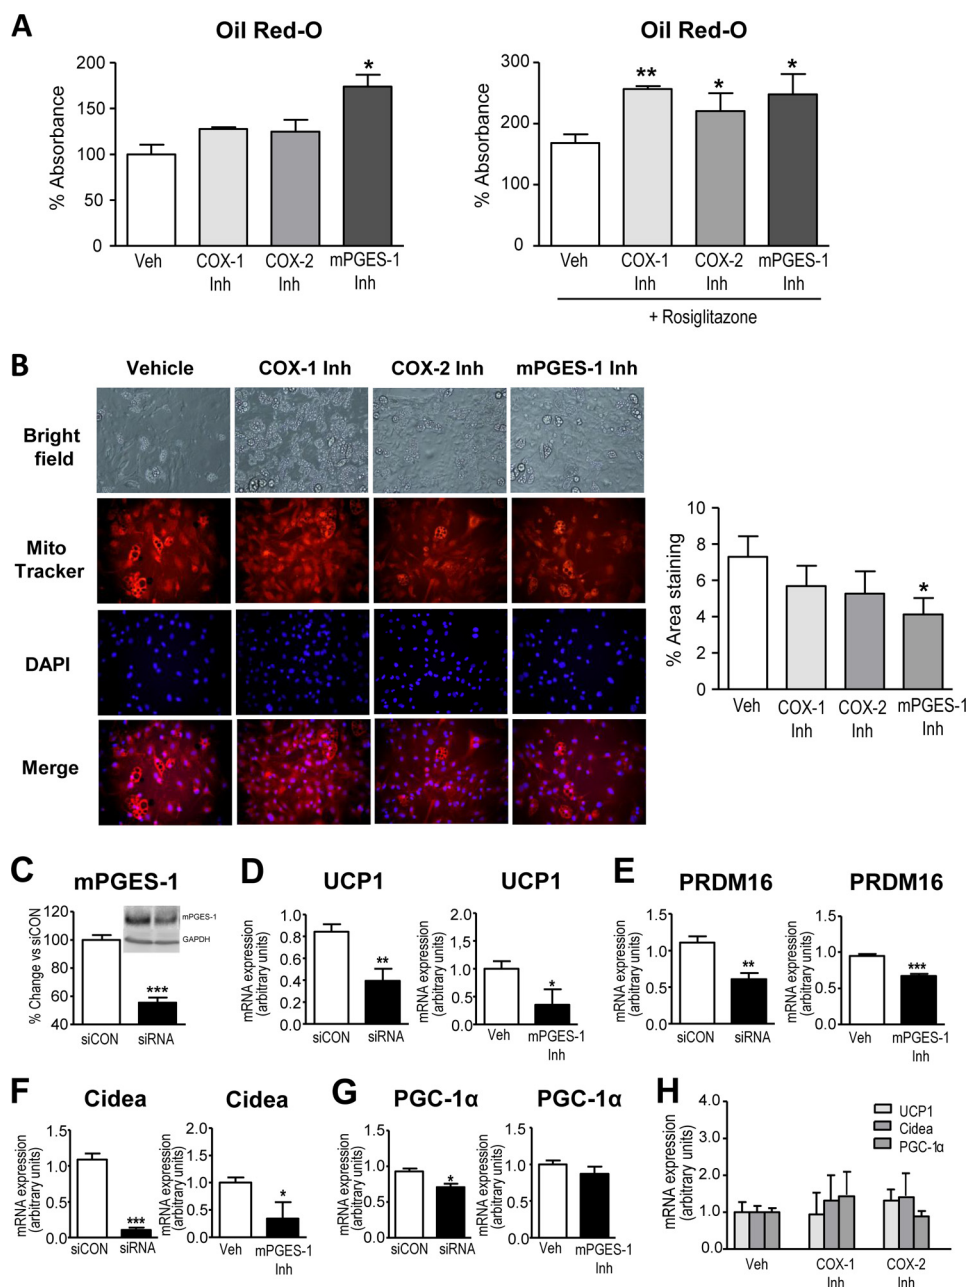 A
Oil Red-O
% Absorbance
200
150
100
50
0
*
Veh
COX-1
Inh
COX-2
Inh
mPGES-1
Inh
Oil Red-O
% Absorbance
300
200
100
0
**
*
*
Veh
COX-1
Inh
COX-2
Inh
mPGES-1
Inh
+ Rosiglitazone
B
Vehicle
COX-1 Inh
COX-2 Inh
mPGES-1 Inh
Bright
field
Mito
Tracker
DAPI
Merge
% Area staining
10
8
6
4
2
0
*
Veh
COX-1
Inh
COX-2
Inh
mPGES-1
Inh
C
mPGES-1
% Change vs siCON
120
100
80
60
40
mPGES-1
GAPDH
***
siCON
siRNA
D
UCP1
mRNA expression
(arbitrary units)
1.0
0.8
0.6
0.4
0.2
0.0
**
siCON
siRNA
UCP1
mRNA expression
(arbitrary units)
2.0
1.5
1.0
0.5
0.0
*
Veh
mPGES-1
Inh
E
PRDM16
mRNA expression
(arbitrary units)
1.5
1.0
0.5
0.0
**
siCON
siRNA
PRDM16
mRNA expression
(arbitrary units)
1.5
1.0
0.5
0.0
***
Veh
mPGES-1
Inh
F
Cidea
mRNA expression
(arbitrary units)
1.5
1.0
0.5
0.0
***
siCON
siRNA
Cidea
mRNA expression
(arbitrary units)
2.0
1.5
1.0
0.5
0.0
*
Veh
mPGES-1
Inh
G
PGC-1α
mRNA expression
(arbitrary units)
1.5
1.0
0.5
0.0
*
siCON
siRNA
PGC-1α
mRNA expression
(arbitrary units)
1.5
1.0
0.5
0.0
Veh
mPGES-1
Inh
H
mRNA expression
(arbitrary units)
4.0
3.0
2.0
1.0
0.0
UCP1
Cidea
PGC-1α
Veh
COX-1
Inh
COX-2
Inh